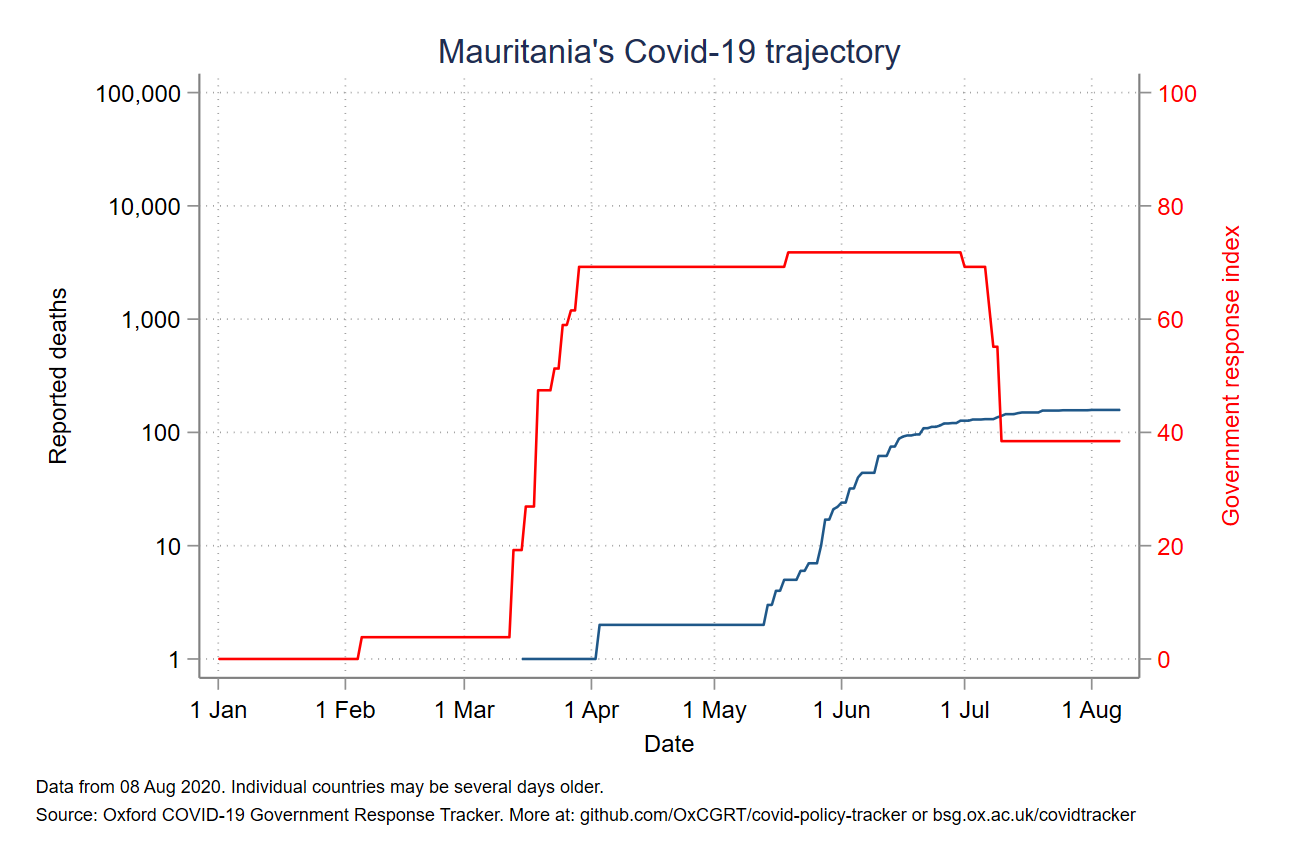 Mauritania's Covid-19 trajectory
100,000
10,000
1,000
100
10
1
Reported deaths
100
80
60
40
20
0
Government response index
1 Jan 1 Feb 1 Mar 1 Apr 1 May 1 Jun 1 Jul 1 Aug
Date
Data from 08 Aug 2020. Individual countries may be several days older.
Source: Oxford COVID-19 Government Response Tracker. More at: github.com/OxCGRT/covid-policy-tracker or bsg.ox.ac.uk/covidtracker